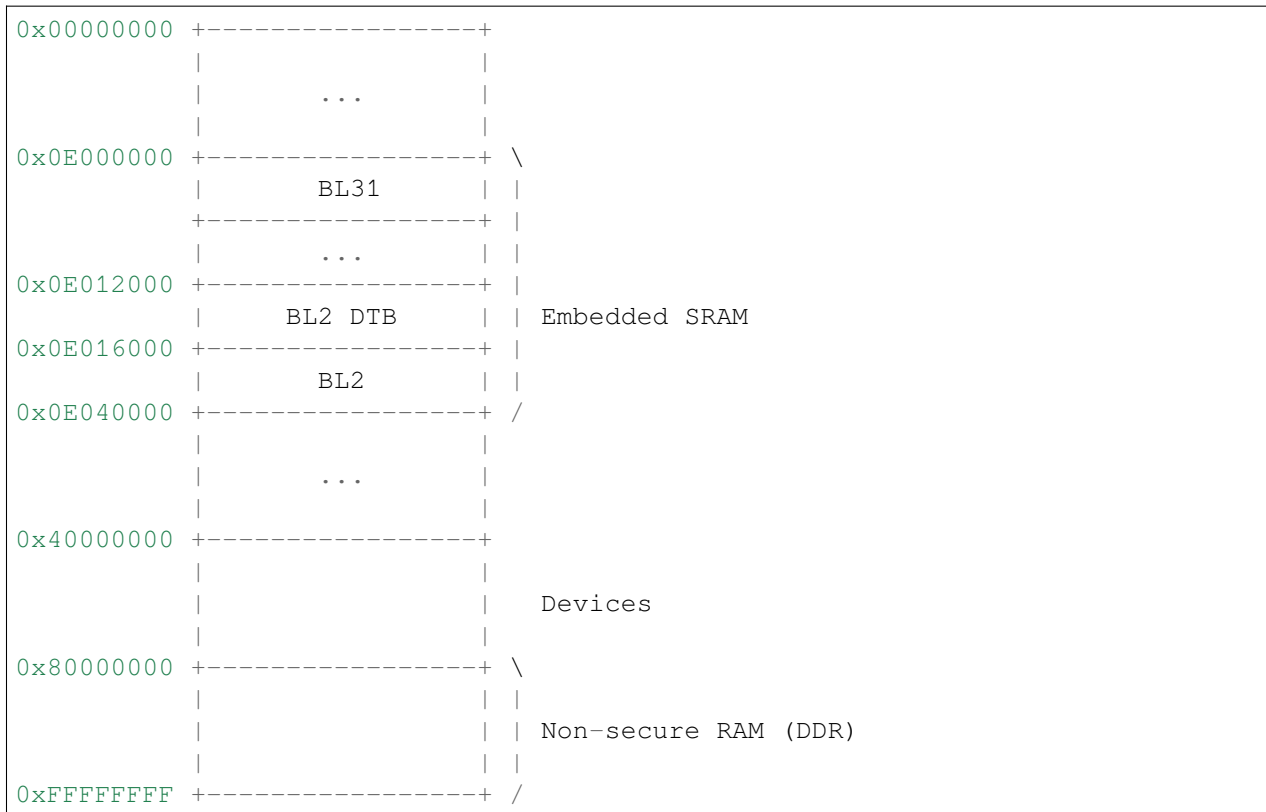 0x00000000 +-----------------+
           |                 |
           |       ...       |
           |                 |
0x0E000000 +-----------------+ \
           |       BL31      | |
           +-----------------+ |
           |       ...       | |
0x0E012000 +-----------------+ |
           |     BL2 DTB     | | Embedded SRAM
0x0E016000 +-----------------+ |
           |       BL2       | |
0x0E040000 +-----------------+ /
           |                 |
           |       ...       |
           |                 |
0x40000000 +-----------------+
           |                 |
           |                 |   Devices
           |                 |
0x80000000 +-----------------+ \
           |                 | |
           |                 | | Non-secure RAM (DDR)
           |                 | |
0xFFFFFFFF +-----------------+ /